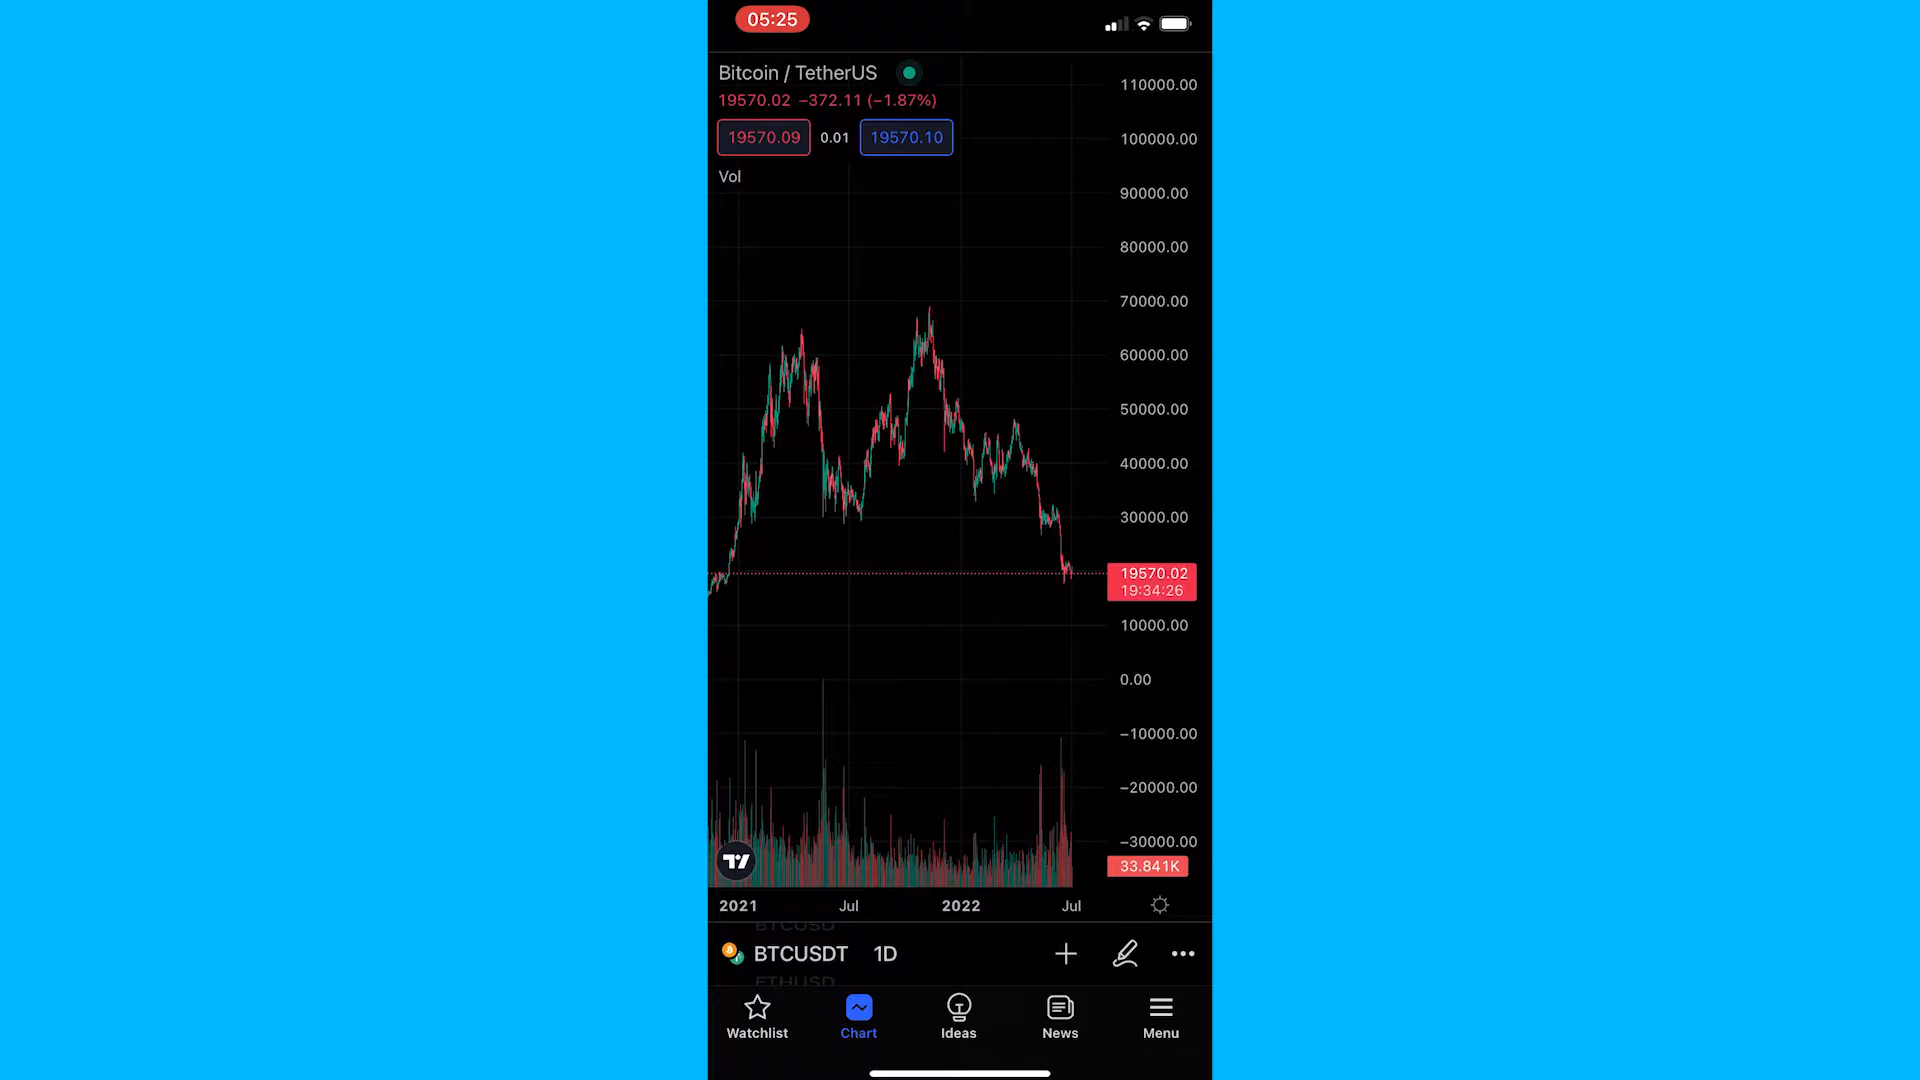 05:25
Bitcoin / TetherUS
19570.02 −372.11 (−1.87%)
19570.09 0.01 19570.10
Vol
110000.00
100000.00
90000.00
80000.00
70000.00
60000.00
50000.00
40000.00
30000.00
19570.02
19:34:26
10000.00
0.00
−10000.00
−20000.00
−30000.00
33.841K
2021 Jul 2022 Jul
BTCUSD
BTCUSDT 1D
ETHUSD
Watchlist Chart Ideas News Menu